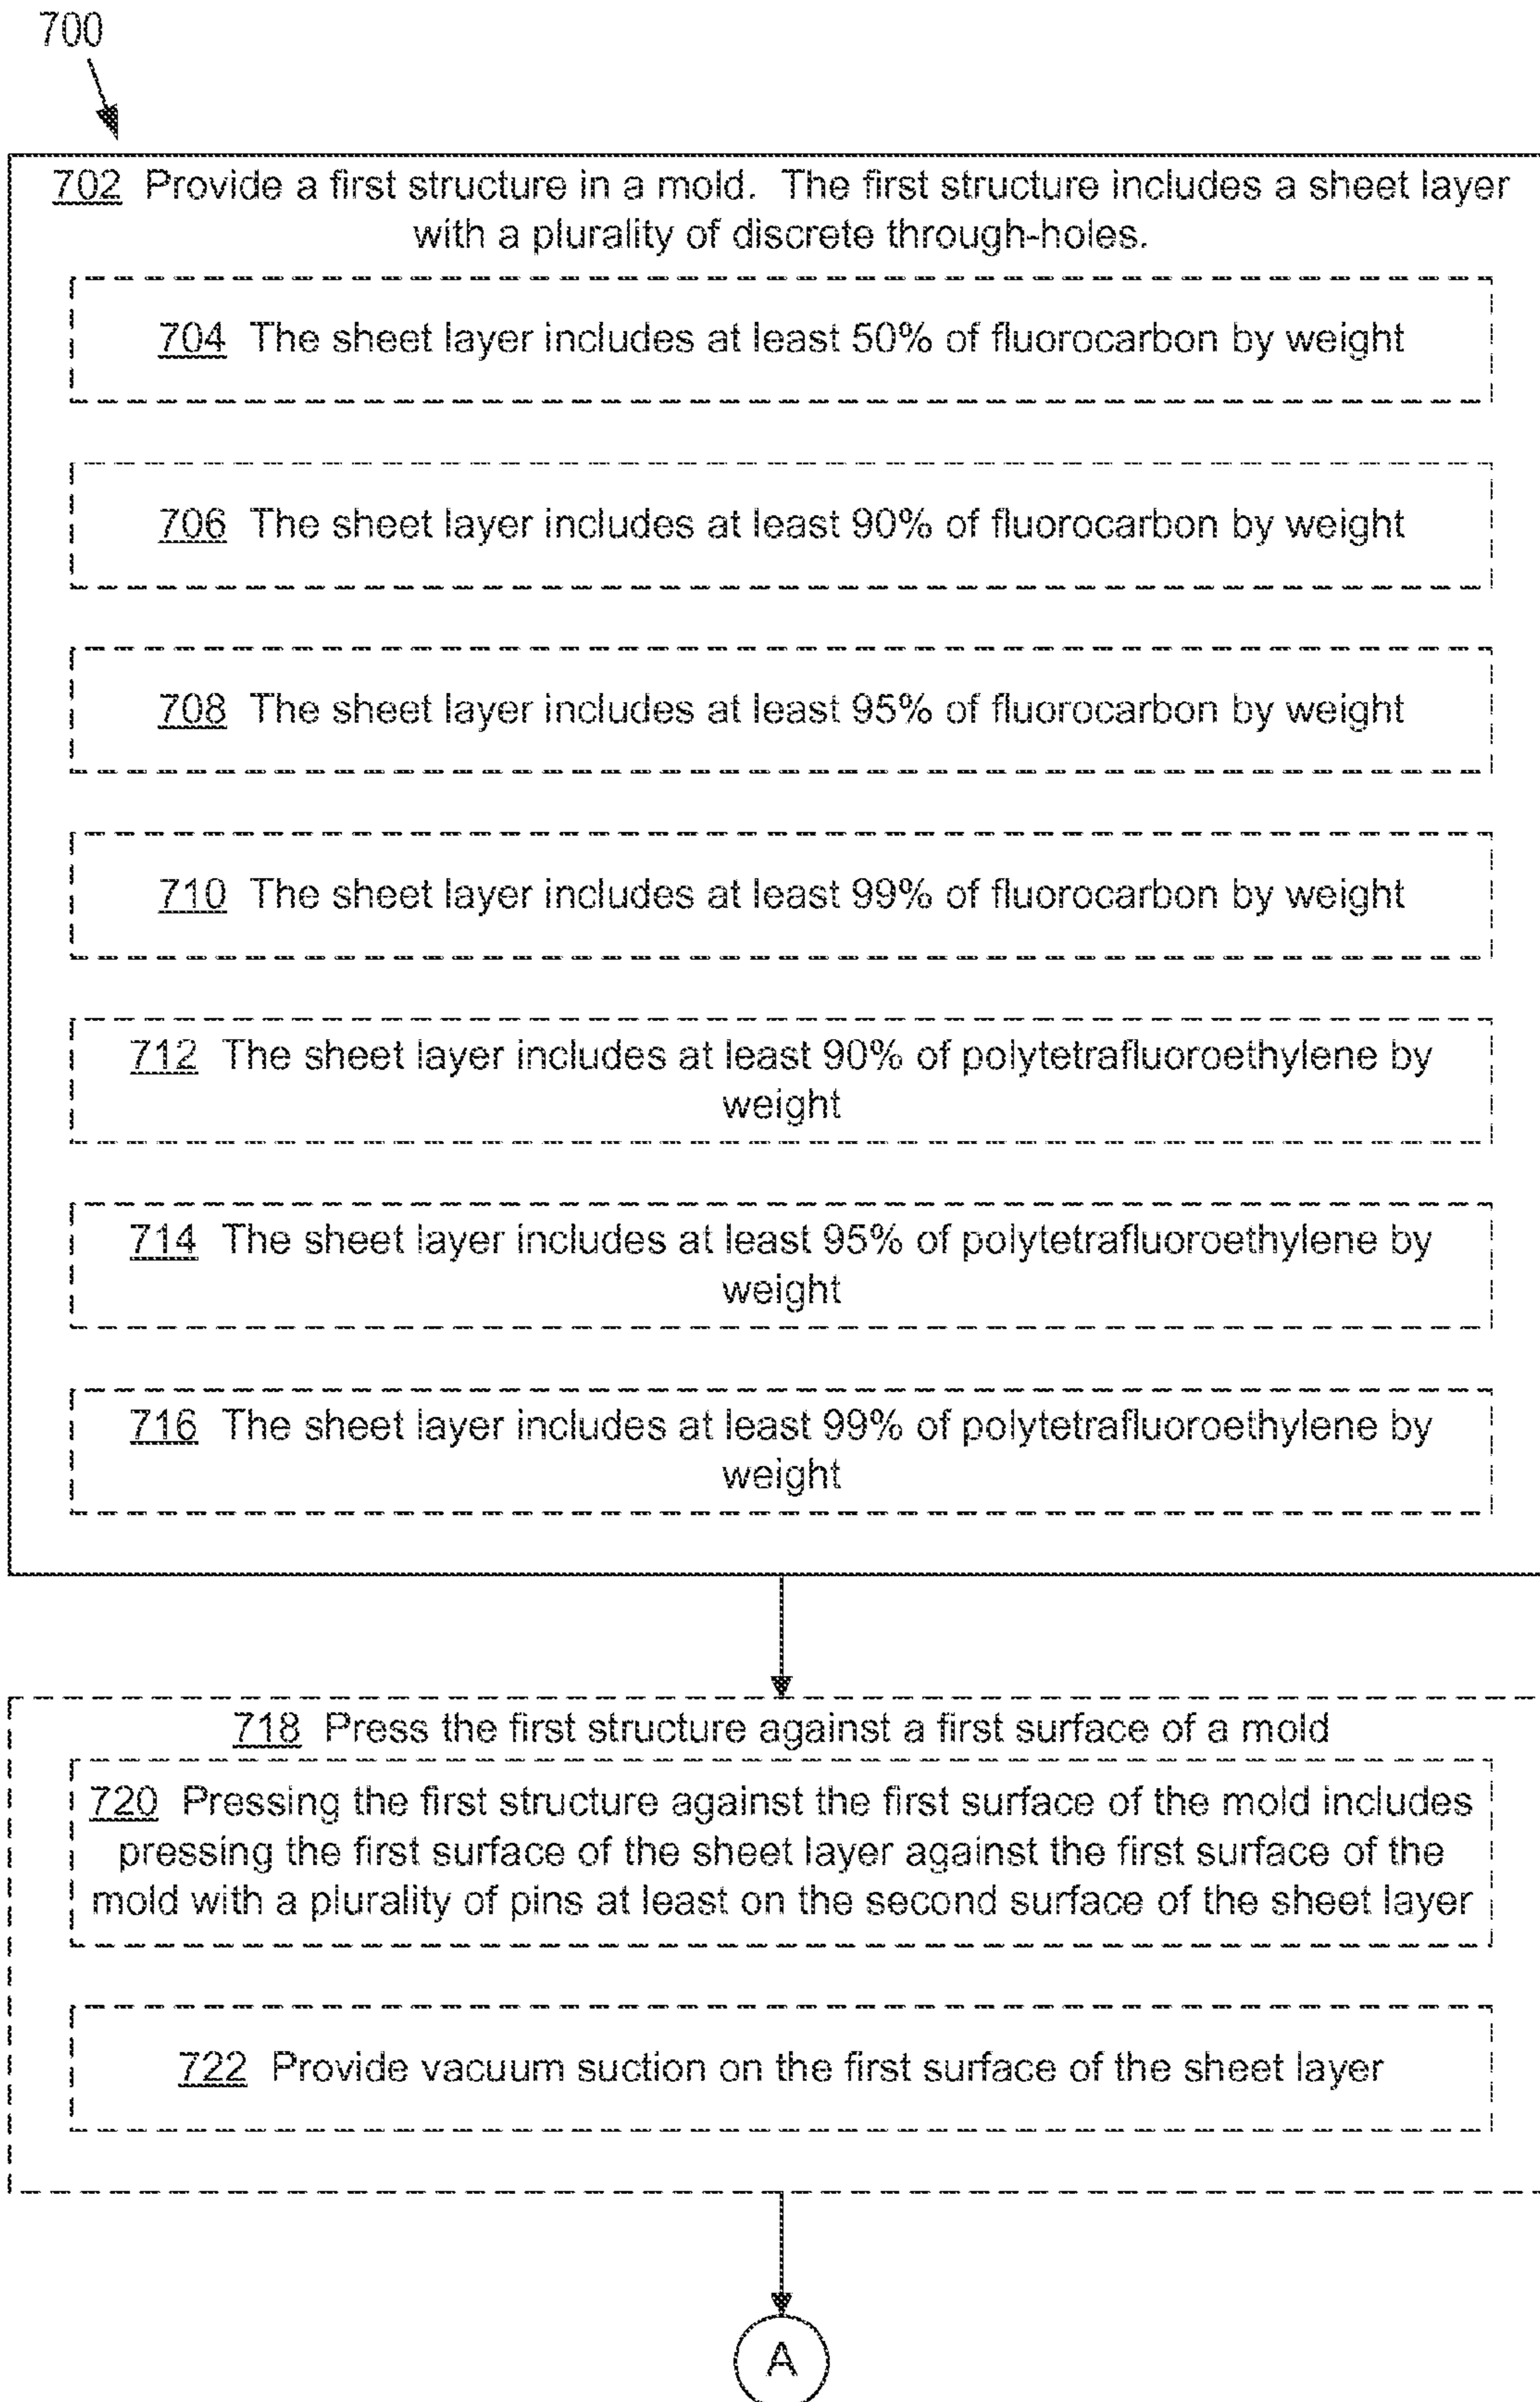 700
702 Provide a first structure in a mold. The first structure includes a sheet layer
with a plurality of discrete through-holes.
704 The sheet layer includes at least 50% of fluorocarbon by weight
706 The sheet layer includes at least 90% of fluorocarbon by weight
708 The sheet layer includes at least 95% of fluorocarbon by weight
710 The sheet layer includes at least 99% of fluorocarbon by weight
712 The sheet layer includes at least 90% of polytetrafluoroethylene by
weight
714 The sheet layer includes at least 95% of polytetrafluoroethylene by
weight
716 The sheet layer includes at least 99% of polytetrafluoroethylene by
weight
718 Press the first structure against a first surface of a mold
720 Pressing the first structure against the first surface of the mold includes
pressing the first surface of the sheet layer against the first surface of the
mold with a plurality of pins at least on the second surface of the sheet layer
722 Provide vacuum suction on the first surface of the sheet layer
A